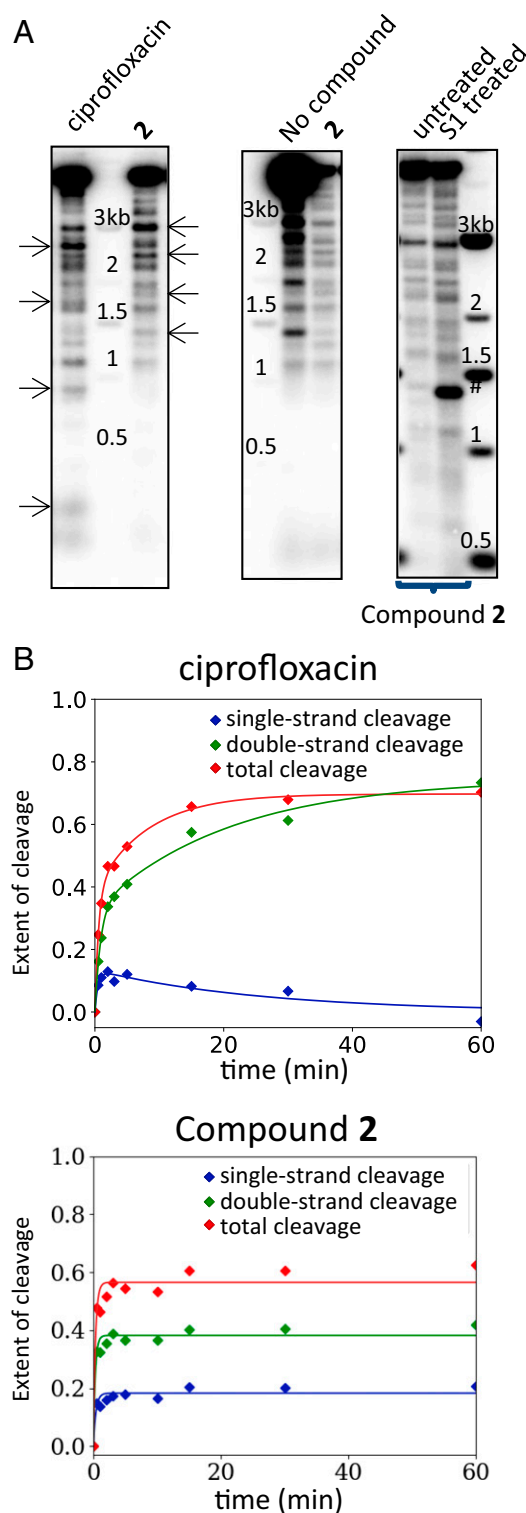 A
ciprofloxacin
2
No compound
2
untreated
S1 treated
3kb
2
1.5
1
0.5
3kb
2
1.5
1
0.5
3kb
2
1.5
#
1
0.5
Compound 2
B
ciprofloxacin
1.0
0.8
0.6
0.4
0.2
0.0
Extent of cleavage
single-strand cleavage
double-strand cleavage
total cleavage
0
20
40
60
time (min)
Compound 2
1.0
0.8
0.6
0.4
0.2
0.0
Extent of cleavage
single-strand cleavage
double-strand cleavage
total cleavage
0
20
40
60
time (min)